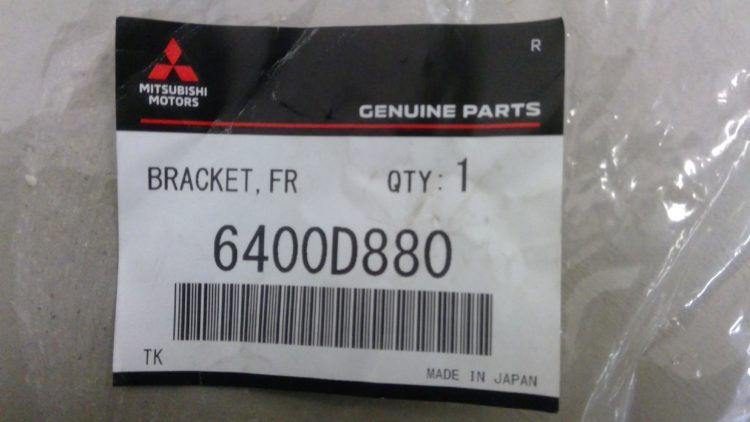 R
MITSUBISHI
MOTORS
GENUINE PARTS
BRACKET, FR QTY: 1
6400D880
TK
MADE IN JAPAN